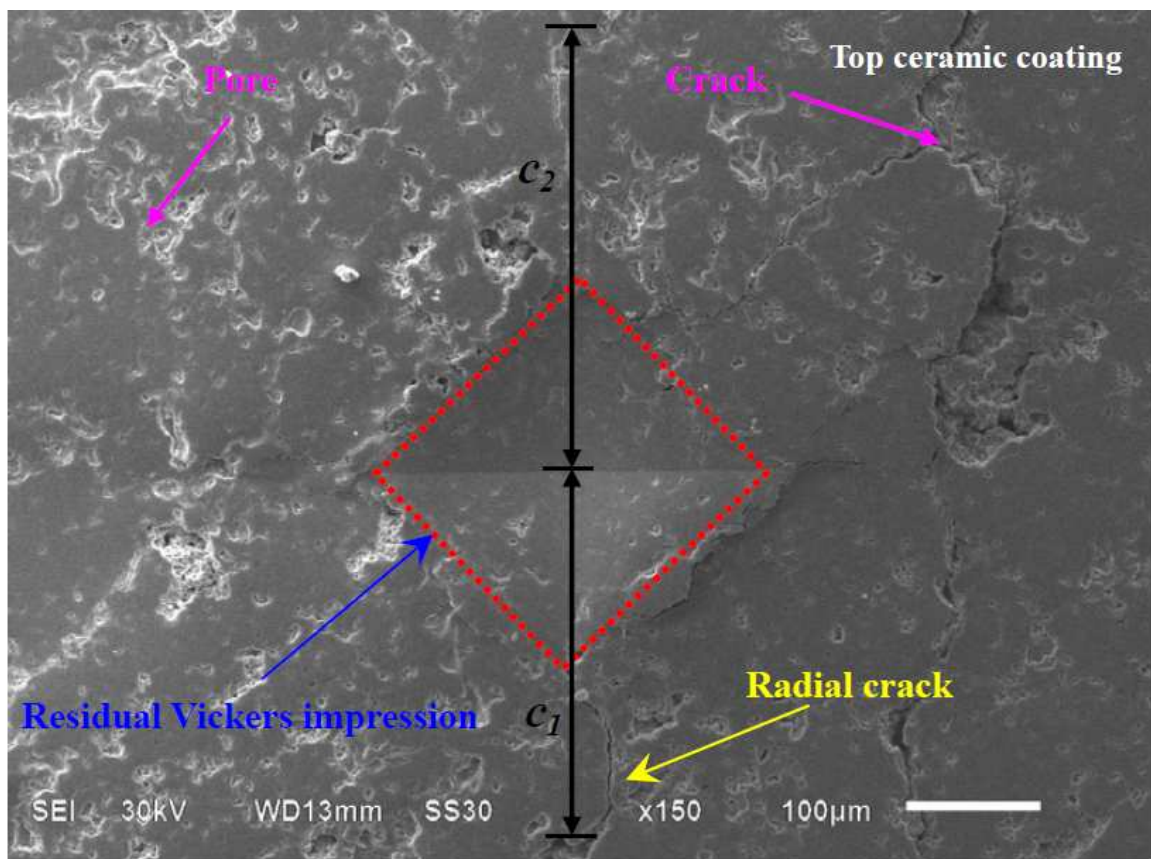 Top ceramic coating
Pore
Crack
c2
Residual Vickers impression
c1
Radial crack
SEI 30kV WD13mm SS30 x150 100µm